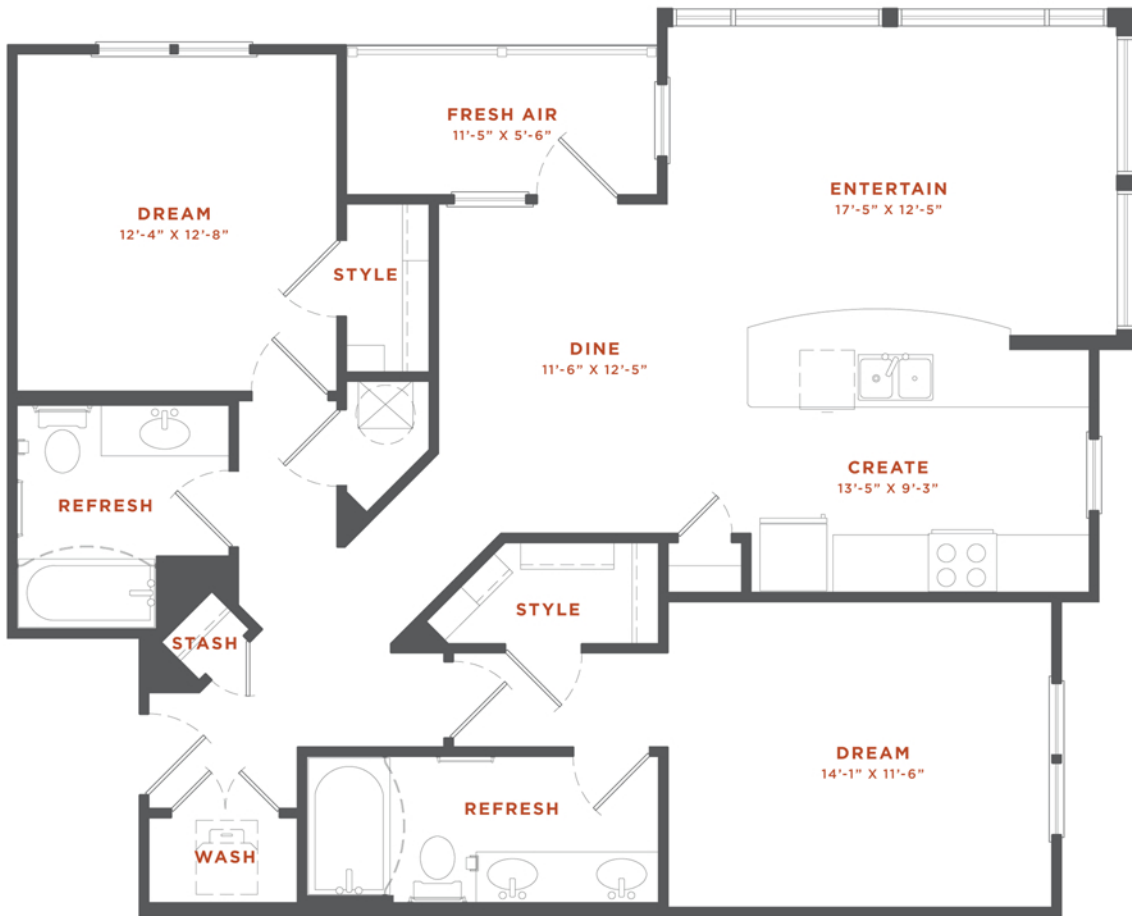 FRESH AIR
11'-5" X 5'-6"
ENTERTAIN
17'-5" X 12'-5"
DREAM
12'-4" X 12'-8"
STYLE
DINE
11'-6" X 12'-5"
CREATE
13'-5" X 9'-3"
REFRESH
STYLE
STASH
DREAM
14'-1" X 11'-6"
REFRESH
WASH